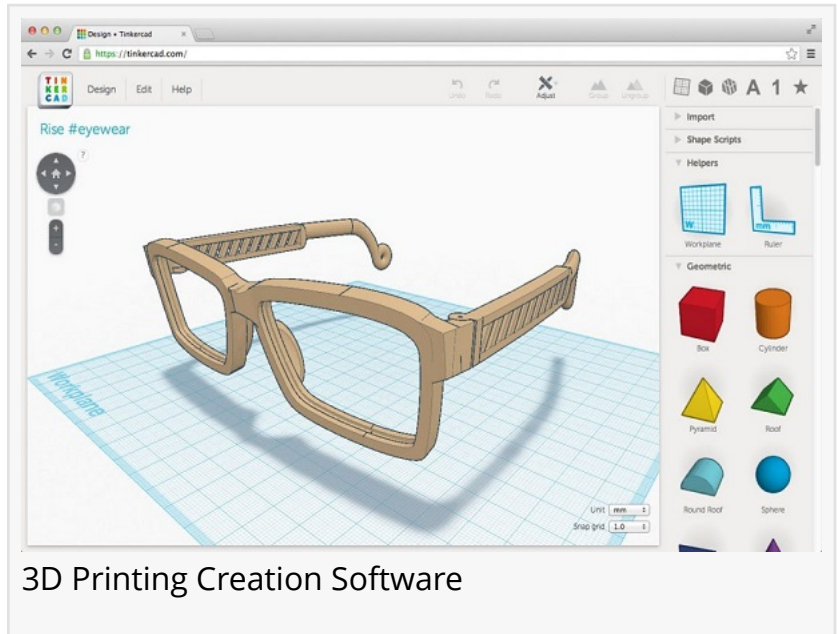 Design • Tinkercad ×
https://tinkercad.com/
TIN
KER
CAD
Design Edit Help
Undo Redo Adjust Group Ungroup
A 1
Rise #eyewear
?
+
-
Import
Shape Scripts
Helpers
W
mm
Workplane Ruler
Geometric
Box Cylinder
Pyramid Roof
Round Roof Sphere
Workplane
Unit mm
Snap grid 1.0
3D Printing Creation Software